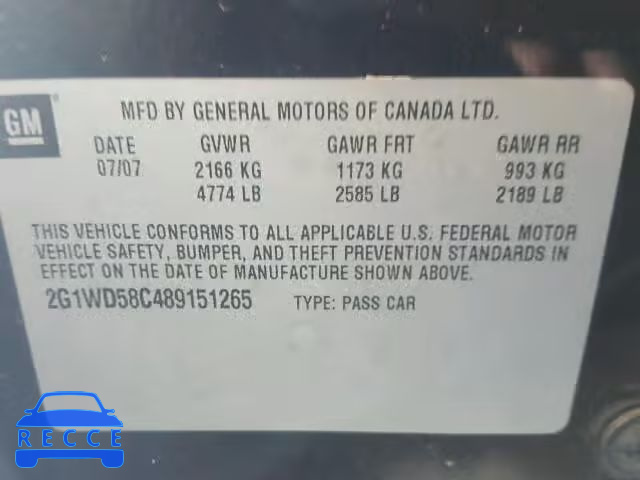 GM
MFD BY GENERAL MOTORS OF CANADA LTD.
DATE GVWR GAWR FRT GAWR RR
07/07 2166 KG 1173 KG 993 KG
4774 LB 2585 LB 2189 LB
THIS VEHICLE CONFORMS TO ALL APPLICABLE U.S. FEDERAL MOTOR
VEHICLE SAFETY, BUMPER, AND THEFT PREVENTION STANDARDS IN
EFFECT ON THE DATE OF MANUFACTURE SHOWN ABOVE.
2G1WD58C489151265 TYPE: PASS CAR
RECCE